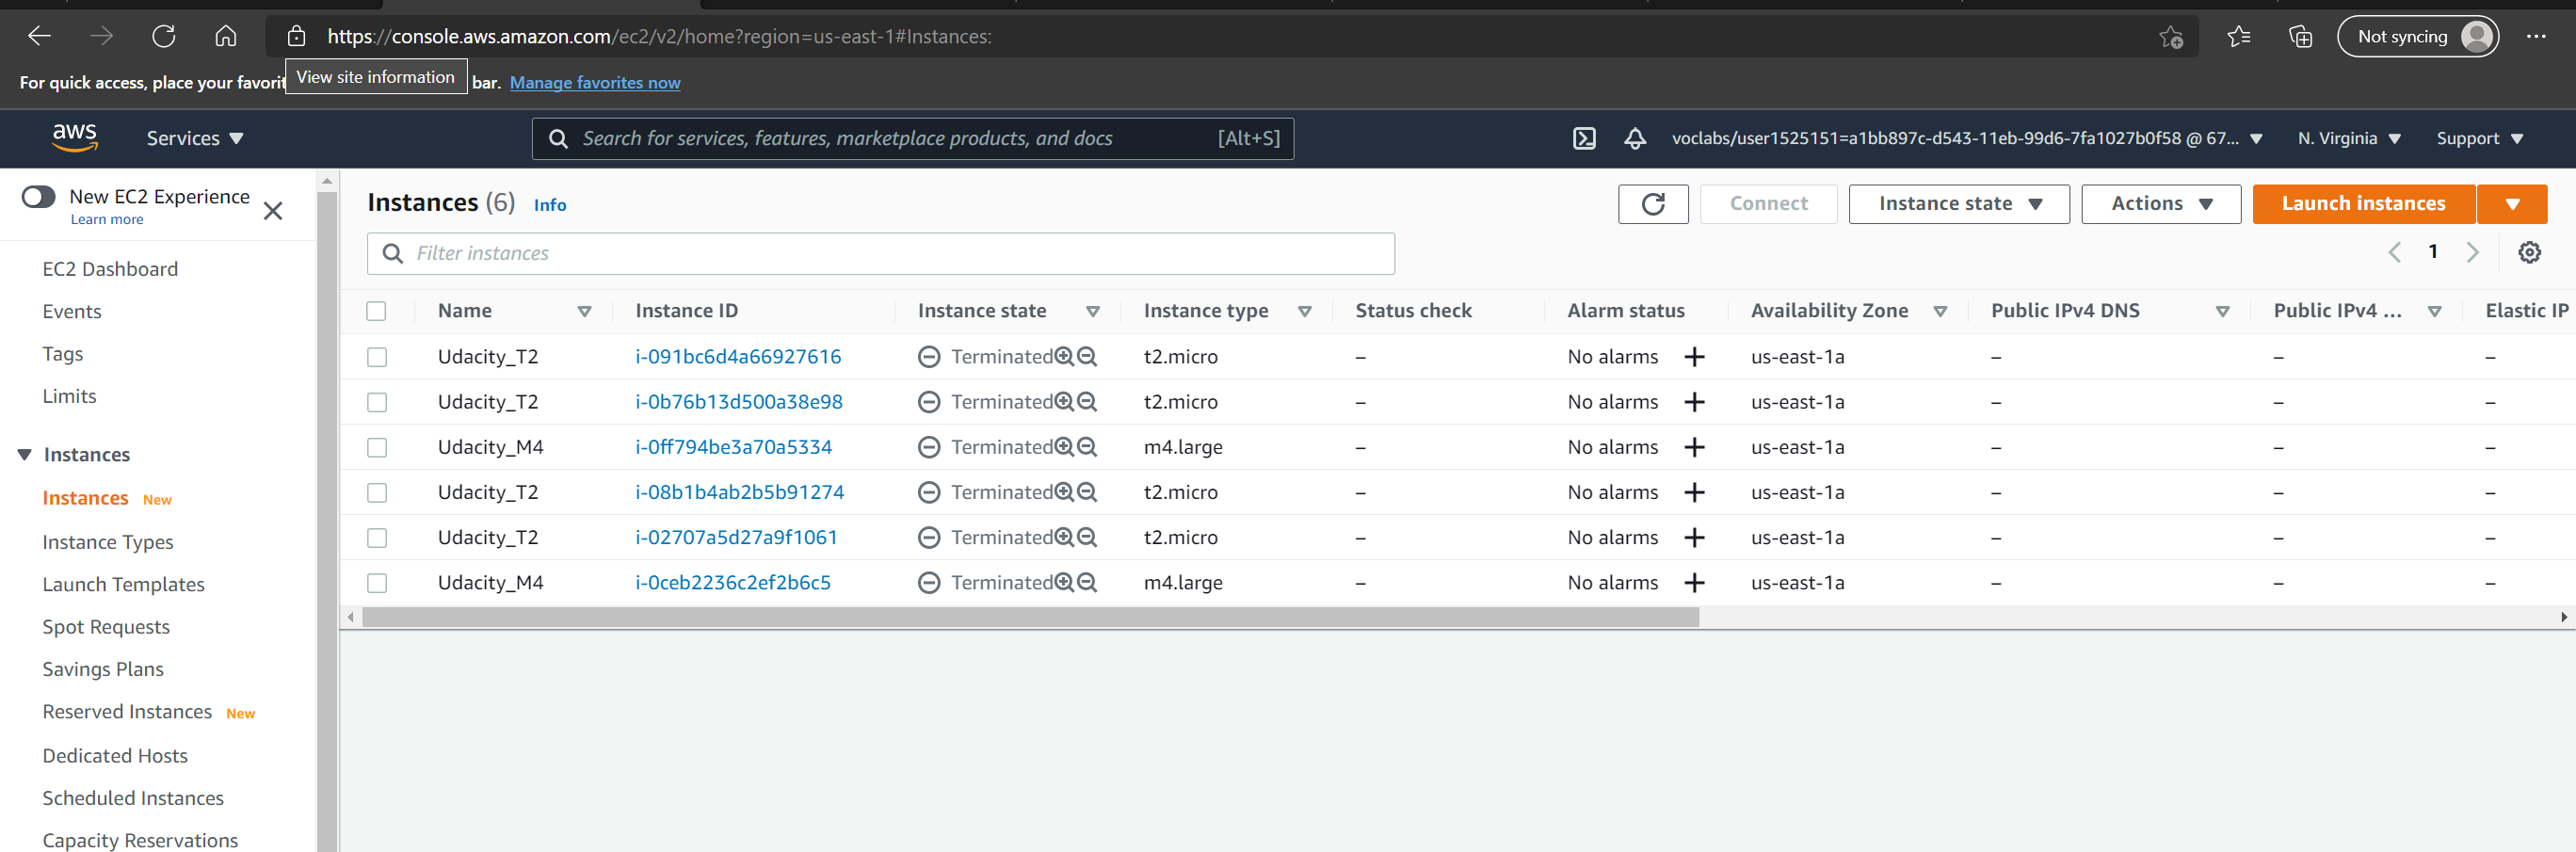 https://console.aws.amazon.com/ec2/v2/home?region=us-east-1#Instances:
Not syncing
For quick access, place your favorit
View site information
bar. Manage favorites now
aws
Services
Search for services, features, marketplace products, and docs [Alt+S]
voclabs/user1525151=a1bb897c-d543-11eb-99d6-7fa1027b0f58 @ 67...
N. Virginia
Support
New EC2 Experience
Learn more
EC2 Dashboard
Events
Tags
Limits
Instances
Instances New
Instance Types
Launch Templates
Spot Requests
Savings Plans
Reserved Instances New
Dedicated Hosts
Scheduled Instances
Capacity Reservations
Instances (6) Info
Connect
Instance state
Actions
Launch instances
Filter instances
1
Name Instance ID Instance state Instance type Status check Alarm status Availability Zone Public IPv4 DNS Public IPv4 ... Elastic IP
Udacity_T2 i-091bc6d4a66927616 Terminated t2.micro – No alarms + us-east-1a – – –
Udacity_T2 i-0b76b13d500a38e98 Terminated t2.micro – No alarms + us-east-1a – – –
Udacity_M4 i-0ff794be3a70a5334 Terminated m4.large – No alarms + us-east-1a – – –
Udacity_T2 i-08b1b4ab2b5b91274 Terminated t2.micro – No alarms + us-east-1a – – –
Udacity_T2 i-02707a5d27a9f1061 Terminated t2.micro – No alarms + us-east-1a – – –
Udacity_M4 i-0ceb2236c2ef2b6c5 Terminated m4.large – No alarms + us-east-1a – – –